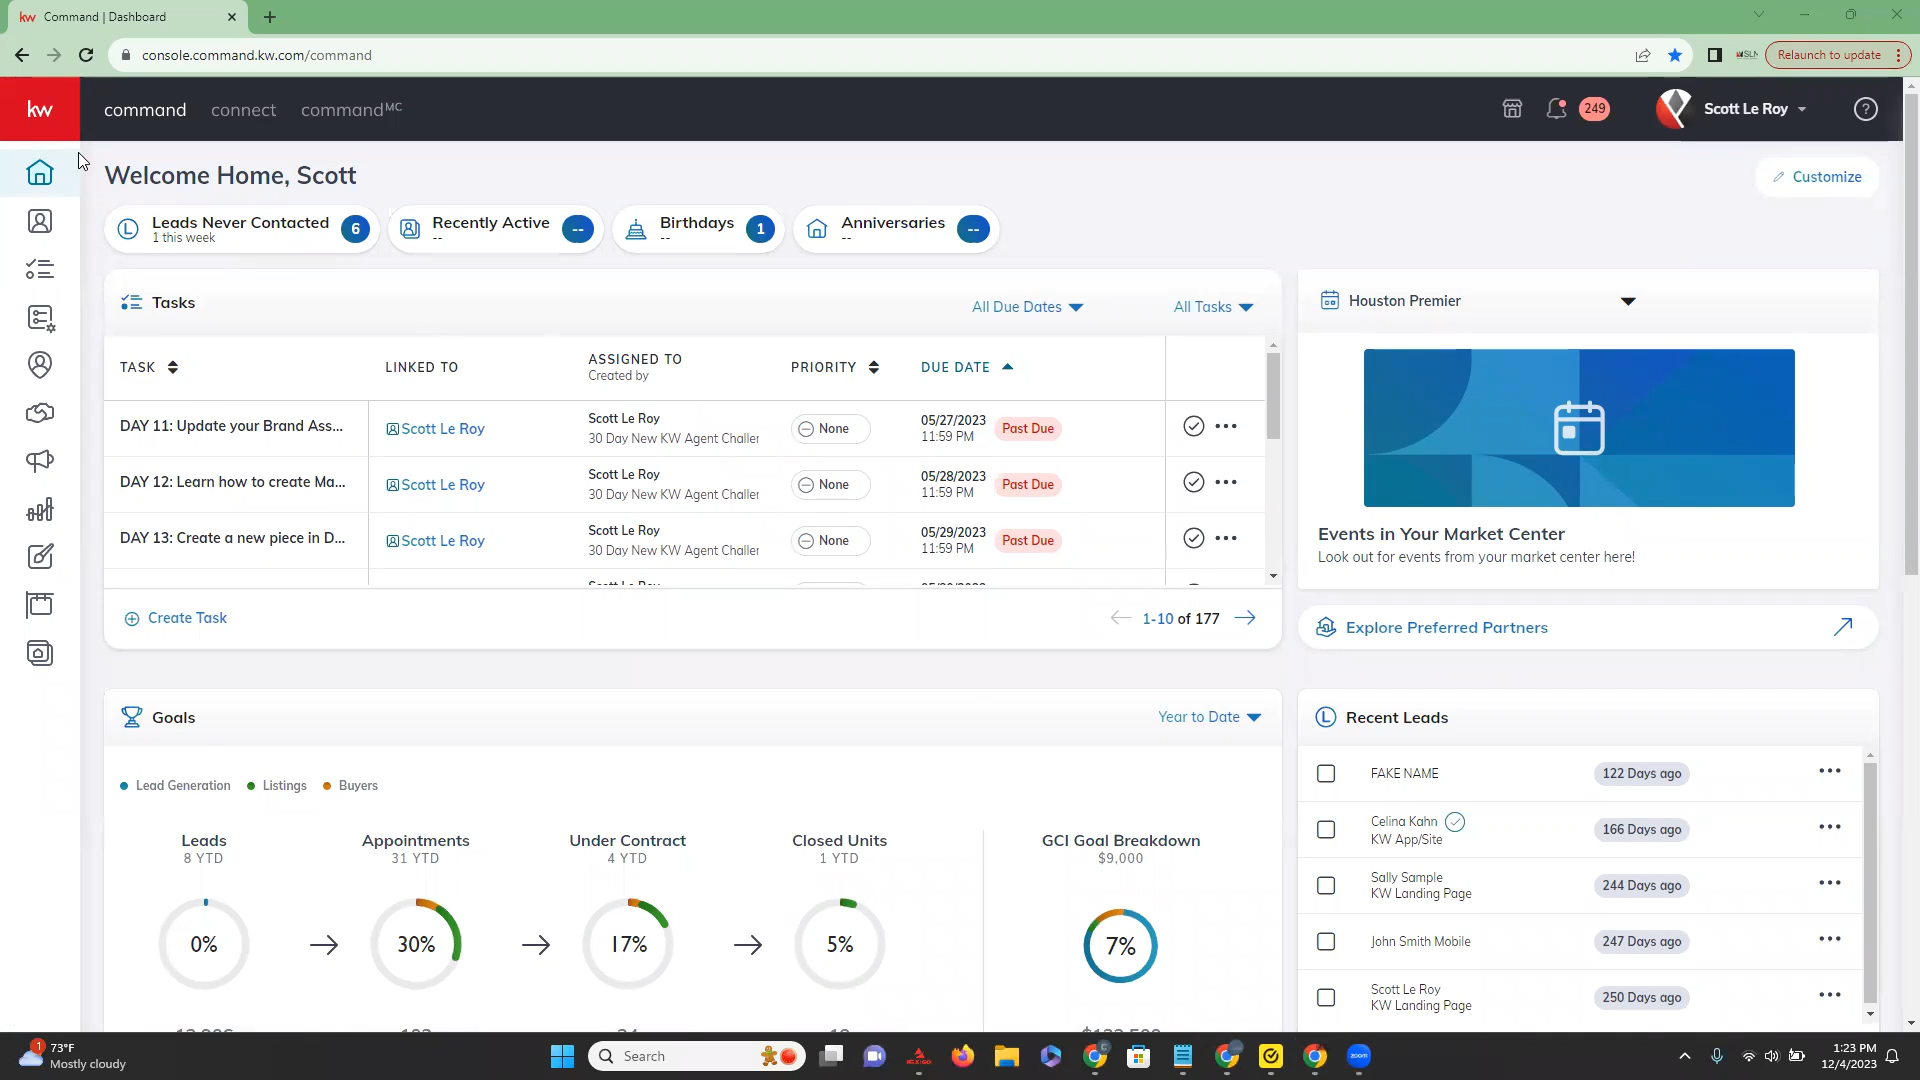 kw Command | Dashboard
console.command.kw.com/command
Relaunch to update
kw command connect commandMC
249
Scott Le Roy
Welcome Home, Scott
Customize
Leads Never Contacted
1 this week
6
Recently Active
--
--
Birthdays
--
1
Anniversaries
--
--
Tasks
All Due Dates
All Tasks
TASK
LINKED TO
ASSIGNED TO
Created by
PRIORITY
DUE DATE
DAY 11: Update your Brand Ass...
Scott Le Roy
Scott Le Roy
30 Day New KW Agent Challer
None
05/27/2023
11:59 PM
Past Due
DAY 12: Learn how to create Ma...
Scott Le Roy
Scott Le Roy
30 Day New KW Agent Challer
None
05/28/2023
11:59 PM
Past Due
DAY 13: Create a new piece in D...
Scott Le Roy
Scott Le Roy
30 Day New KW Agent Challer
None
05/29/2023
11:59 PM
Past Due
Create Task
1-10 of 177
Houston Premier
Events in Your Market Center
Look out for events from your market center here!
Explore Preferred Partners
Goals
Year to Date
Lead Generation
Listings
Buyers
Leads
8 YTD
0%
Appointments
31 YTD
30%
Under Contract
4 YTD
17%
Closed Units
1 YTD
5%
GCI Goal Breakdown
$9,000
7%
Recent Leads
FAKE NAME
122 Days ago
Celina Kahn
KW App/Site
166 Days ago
Sally Sample
KW Landing Page
244 Days ago
John Smith Mobile
247 Days ago
Scott Le Roy
KW Landing Page
250 Days ago
1
73°F
Mostly cloudy
Search
zoom
1:23 PM
12/4/2023